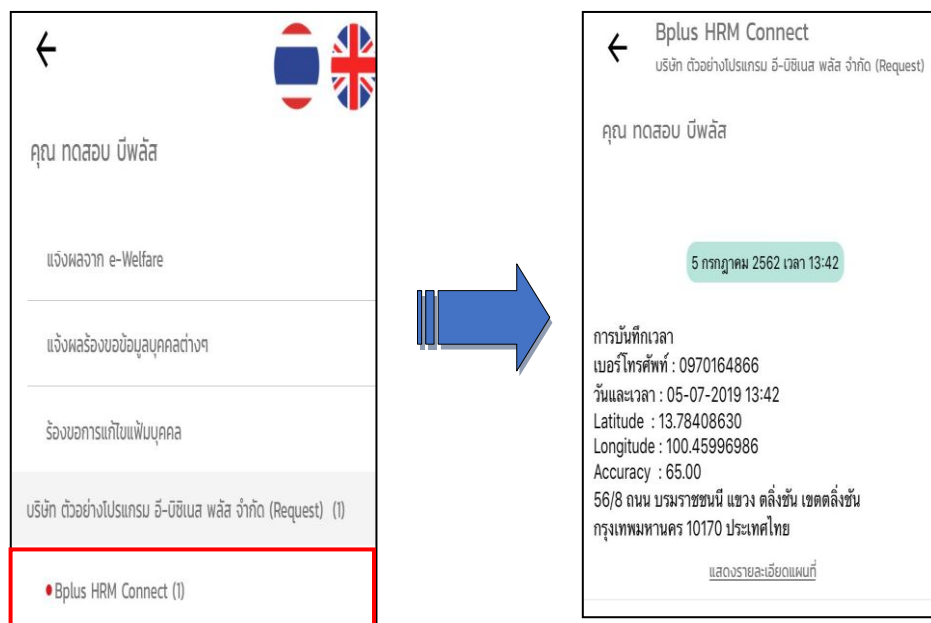 คุณ ทดสอบ บีพลัส
แจ้งผลจาก e-Welfare
แจ้งผลร้องขอข้อมูลบุคคลต่างๆ
ร้องขอการแก้ไขแฟ้มบุคคล
บริษัท ตัวอย่างโปรแกรม อี-บิซิเนส พลัส จำกัด (Request) (1)
Bplus HRM Connect (1)
Bplus HRM Connect
บริษัท ตัวอย่างโปรแกรม อี-บิซิเนส พลัส จำกัด (Request)
คุณ ทดสอบ บีพลัส
5 กรกฎาคม 2562 เวลา 13:42
การบันทึกเวลา
เบอร์โทรศัพท์ : 0970164866
วันและเวลา : 05-07-2019 13:42
Latitude : 13.78408630
Longitude : 100.45996986
Accuracy : 65.00
56/8 ถนน บรมราชชนนี แขวง ตลิ่งชัน เขตตลิ่งชัน
กรุงเทพมหานคร 10170 ประเทศไทย
แสดงรายละเอียดแผนที่